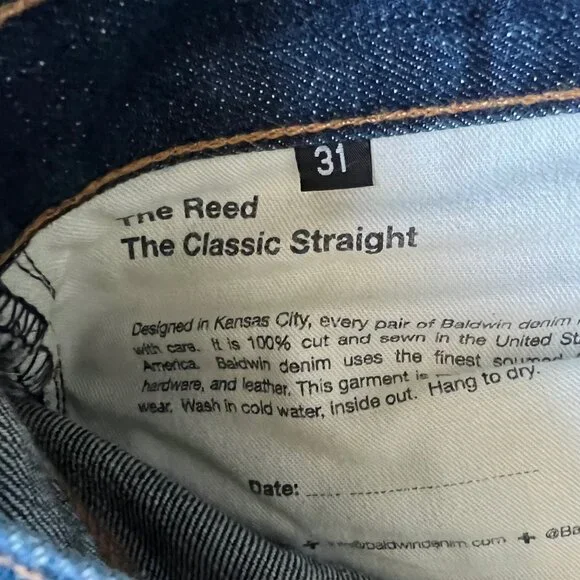 31
The Reed
The Classic Straight
Designed in Kansas City, every pair of Baldwin denim
with care. It is 100% cut and sewn in the United
America. Baldwin denim uses the finest
hardware, and leather. This garment is
wear. Wash in cold water, inside out. Hang to dry.
Date:
@baldwindenim.com + @Ba